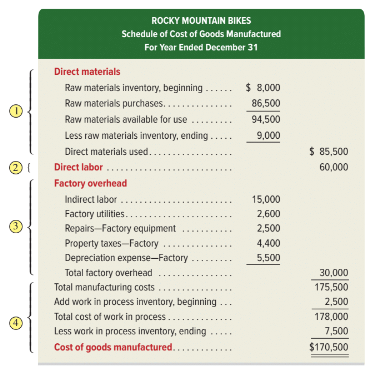 ROCKY MOUNTAIN BIKES
Schedule of Cost of Goods Manufactured
For Year Ended December 31
1
Direct materials
Raw materials inventory, beginning ...... $ 8,000
Raw materials purchases............... 86,500
Raw materials available for use ......... 94,500
Less raw materials inventory, ending ..... 9,000
Direct materials used.................. $ 85,500
2 Direct labor .......................... 60,000
3
Factory overhead
Indirect labor ........................ 15,000
Factory utilities....................... 2,600
Repairs—Factory equipment ........... 2,500
Property taxes—Factory .............. 4,400
Depreciation expense—Factory ......... 5,500
Total factory overhead ................ 30,000
4
Total manufacturing costs ............... 175,500
Add work in process inventory, beginning ... 2,500
Total cost of work in process.............. 178,000
Less work in process inventory, ending ..... 7,500
Cost of goods manufactured............. $170,500